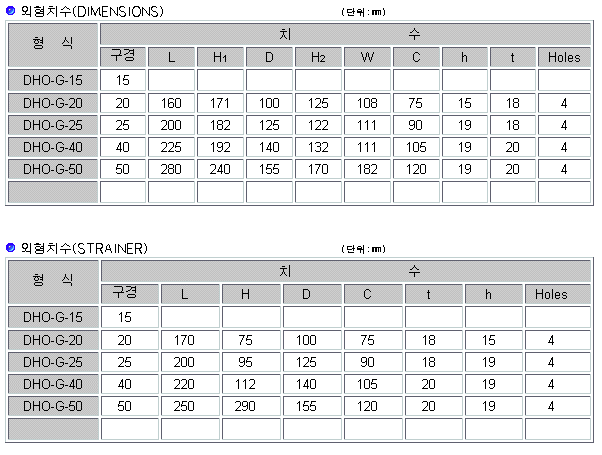 외형치수(DIMENSIONS) (단위:㎜)
형 식 치 수
구경 L H1 D H2 W C h t Holes
DHO-G-15 15
DHO-G-20 20 160 171 100 125 108 75 15 18 4
DHO-G-25 25 200 182 125 122 111 90 19 18 4
DHO-G-40 40 225 192 140 132 111 105 19 20 4
DHO-G-50 50 280 240 155 170 182 120 19 20 4
외형치수(STRAINER) (단위:㎜)
형 식 치 수
구경 L H D C t h Holes
DHO-G-15 15
DHO-G-20 20 170 75 100 75 18 15 4
DHO-G-25 25 200 95 125 90 18 19 4
DHO-G-40 40 220 112 140 105 20 19 4
DHO-G-50 50 250 290 155 120 20 19 4